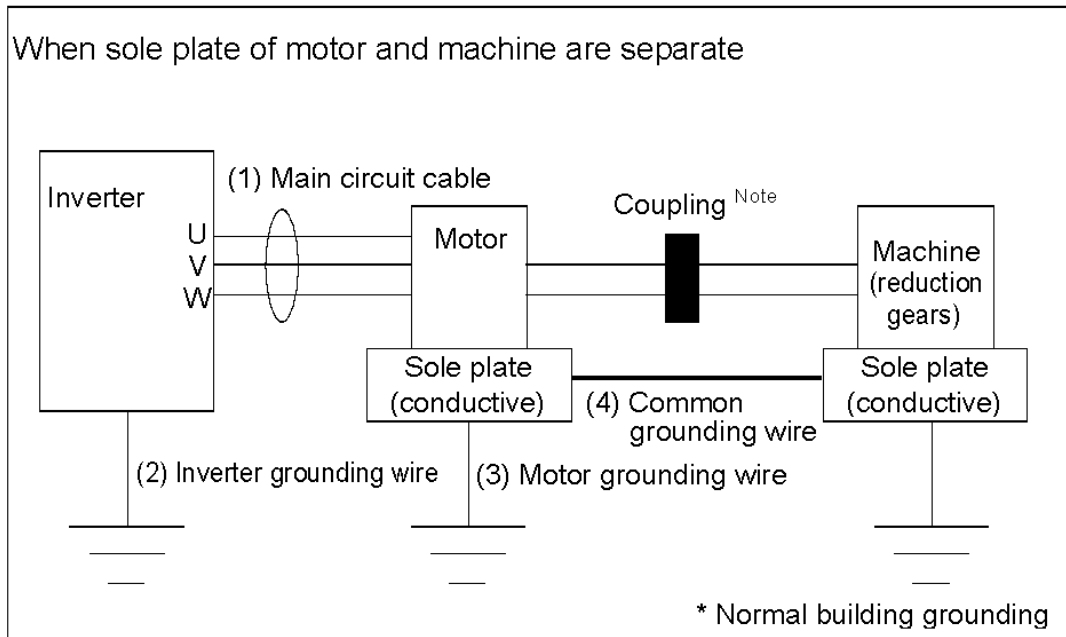 When sole plate of motor and machine are separate
Inverter
(1) Main circuit cable
U
V
W
Motor
Coupling Note
Machine
(reduction
gears)
Sole plate
(conductive)
(4) Common
grounding wire
Sole plate
(conductive)
(2) Inverter grounding wire
(3) Motor grounding wire
* Normal building grounding